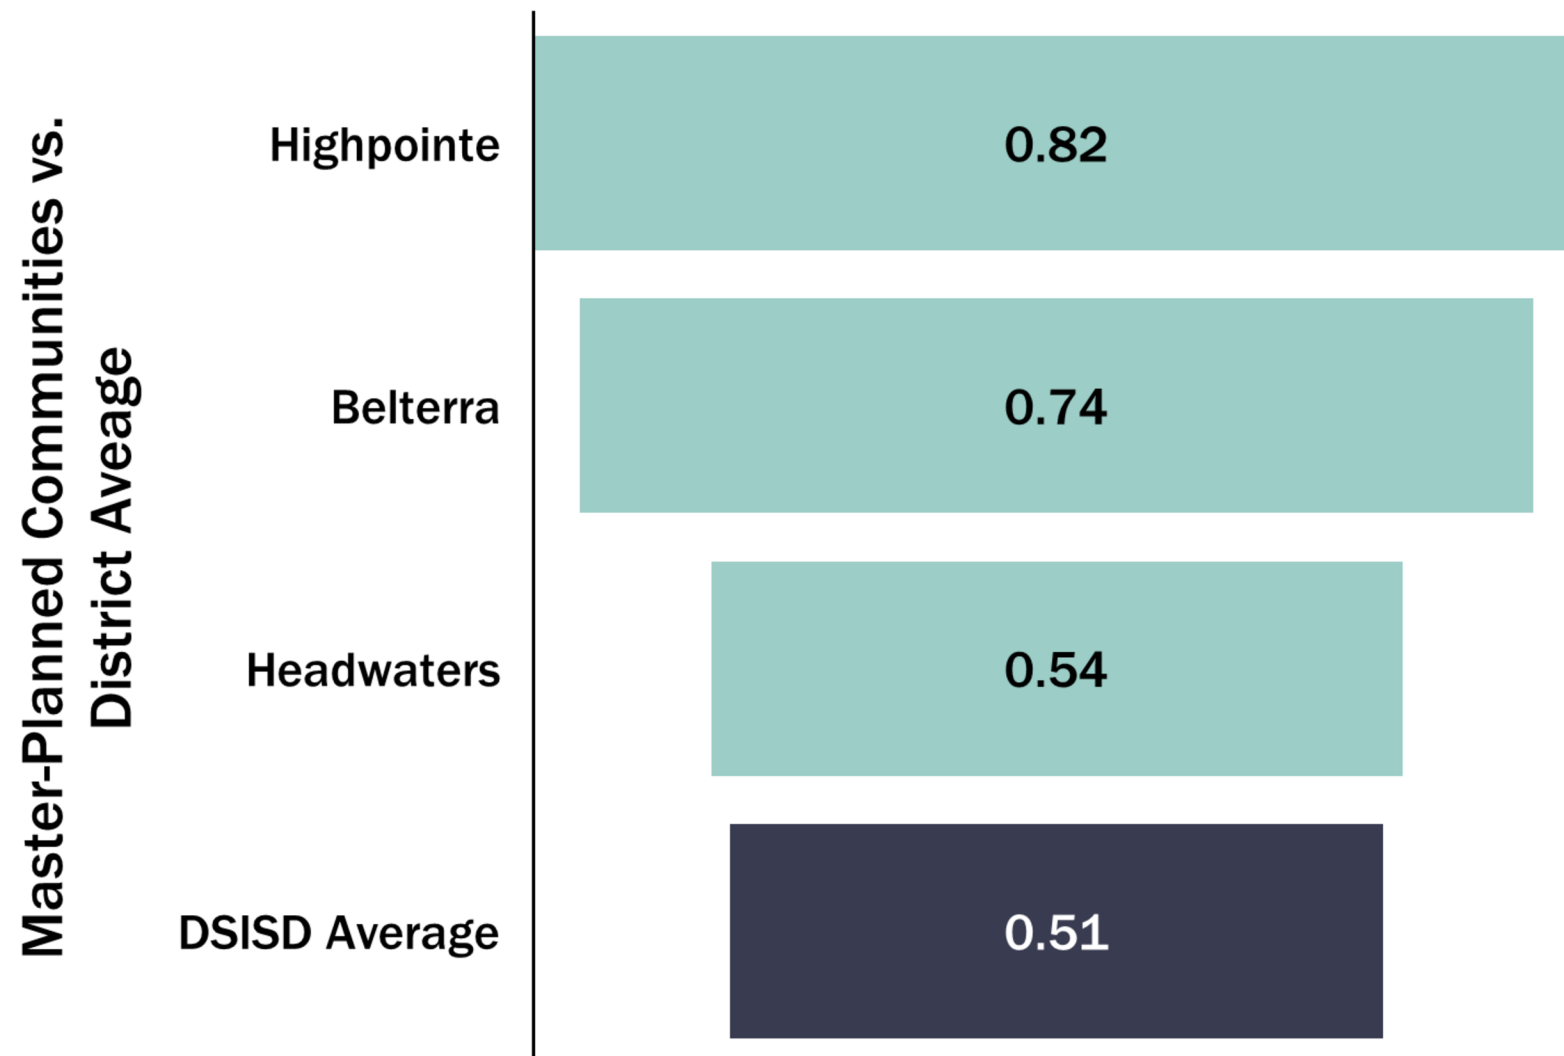 Master-Planned Communities vs.
District Aveage
Highpointe
0.82
Belterra
0.74
Headwaters
0.54
DSISD Average
0.51